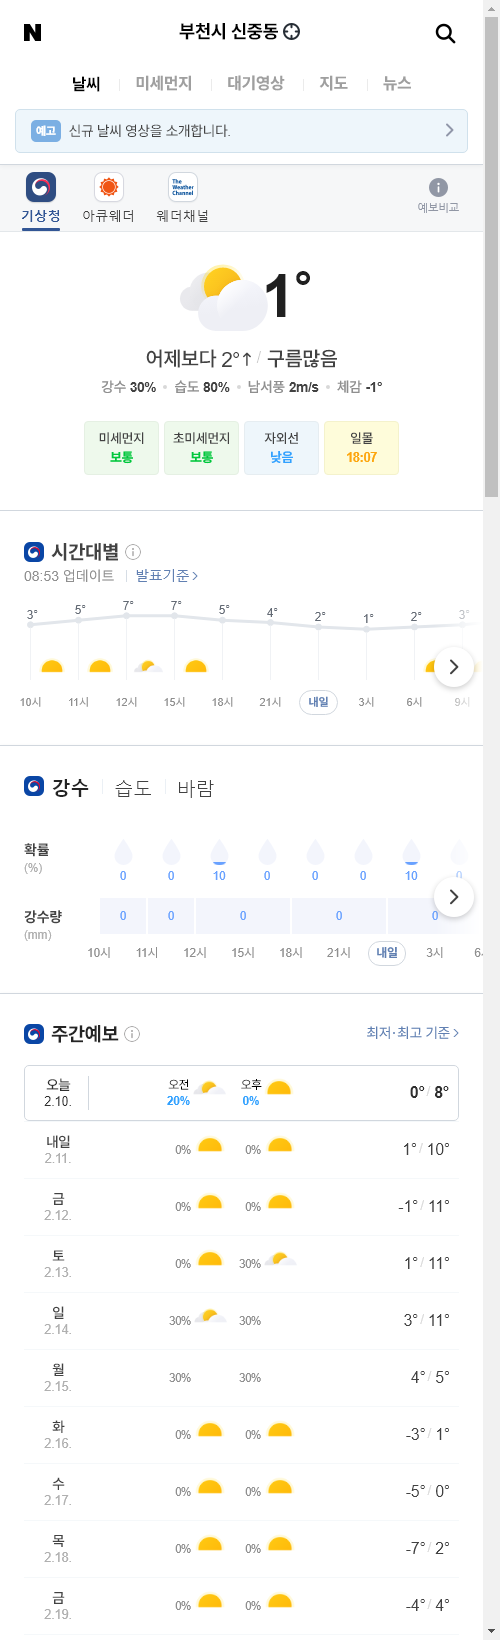 N 부천시 신중동
날씨 미세먼지 대기영상 지도 뉴스
예고 신규 날씨 영상을 소개합니다.
The
Weather
Channel
기상청 아큐웨더 웨더채널 예보비교
1°
어제보다 2°↑ / 구름많음
강수 30% • 습도 80% • 남서풍 2m/s • 체감 -1°
미세먼지 초미세먼지 자외선 일몰
보통 보통 낮음 18:07
시간대별
08:53 업데이트 발표기준 >
3° 5° 7° 7° 5° 4° 2° 1° 2° 3°
10시 11시 12시 15시 18시 21시 내일 3시 6시 9시
강수 습도 바람
확률
(%)
0 0 10 0 0 0 10 0
강수량
(mm)
0 0 0 0 0
10시 11시 12시 15시 18시 21시 내일 3시 6
주간예보 최저·최고 기준 >
오늘 오전 오후
2.10. 20% 0% 0° / 8°
내일
2.11. 0% 0% 1° / 10°
금
2.12. 0% 0% -1° / 11°
토
2.13. 0% 30% 1° / 11°
일
2.14. 30% 30% 3° / 11°
월
2.15. 30% 30% 4° / 5°
화
2.16. 0% 0% -3° / 1°
수
2.17. 0% 0% -5° / 0°
목
2.18. 0% 0% -7° / 2°
금
2.19. 0% 0% -4° / 4°